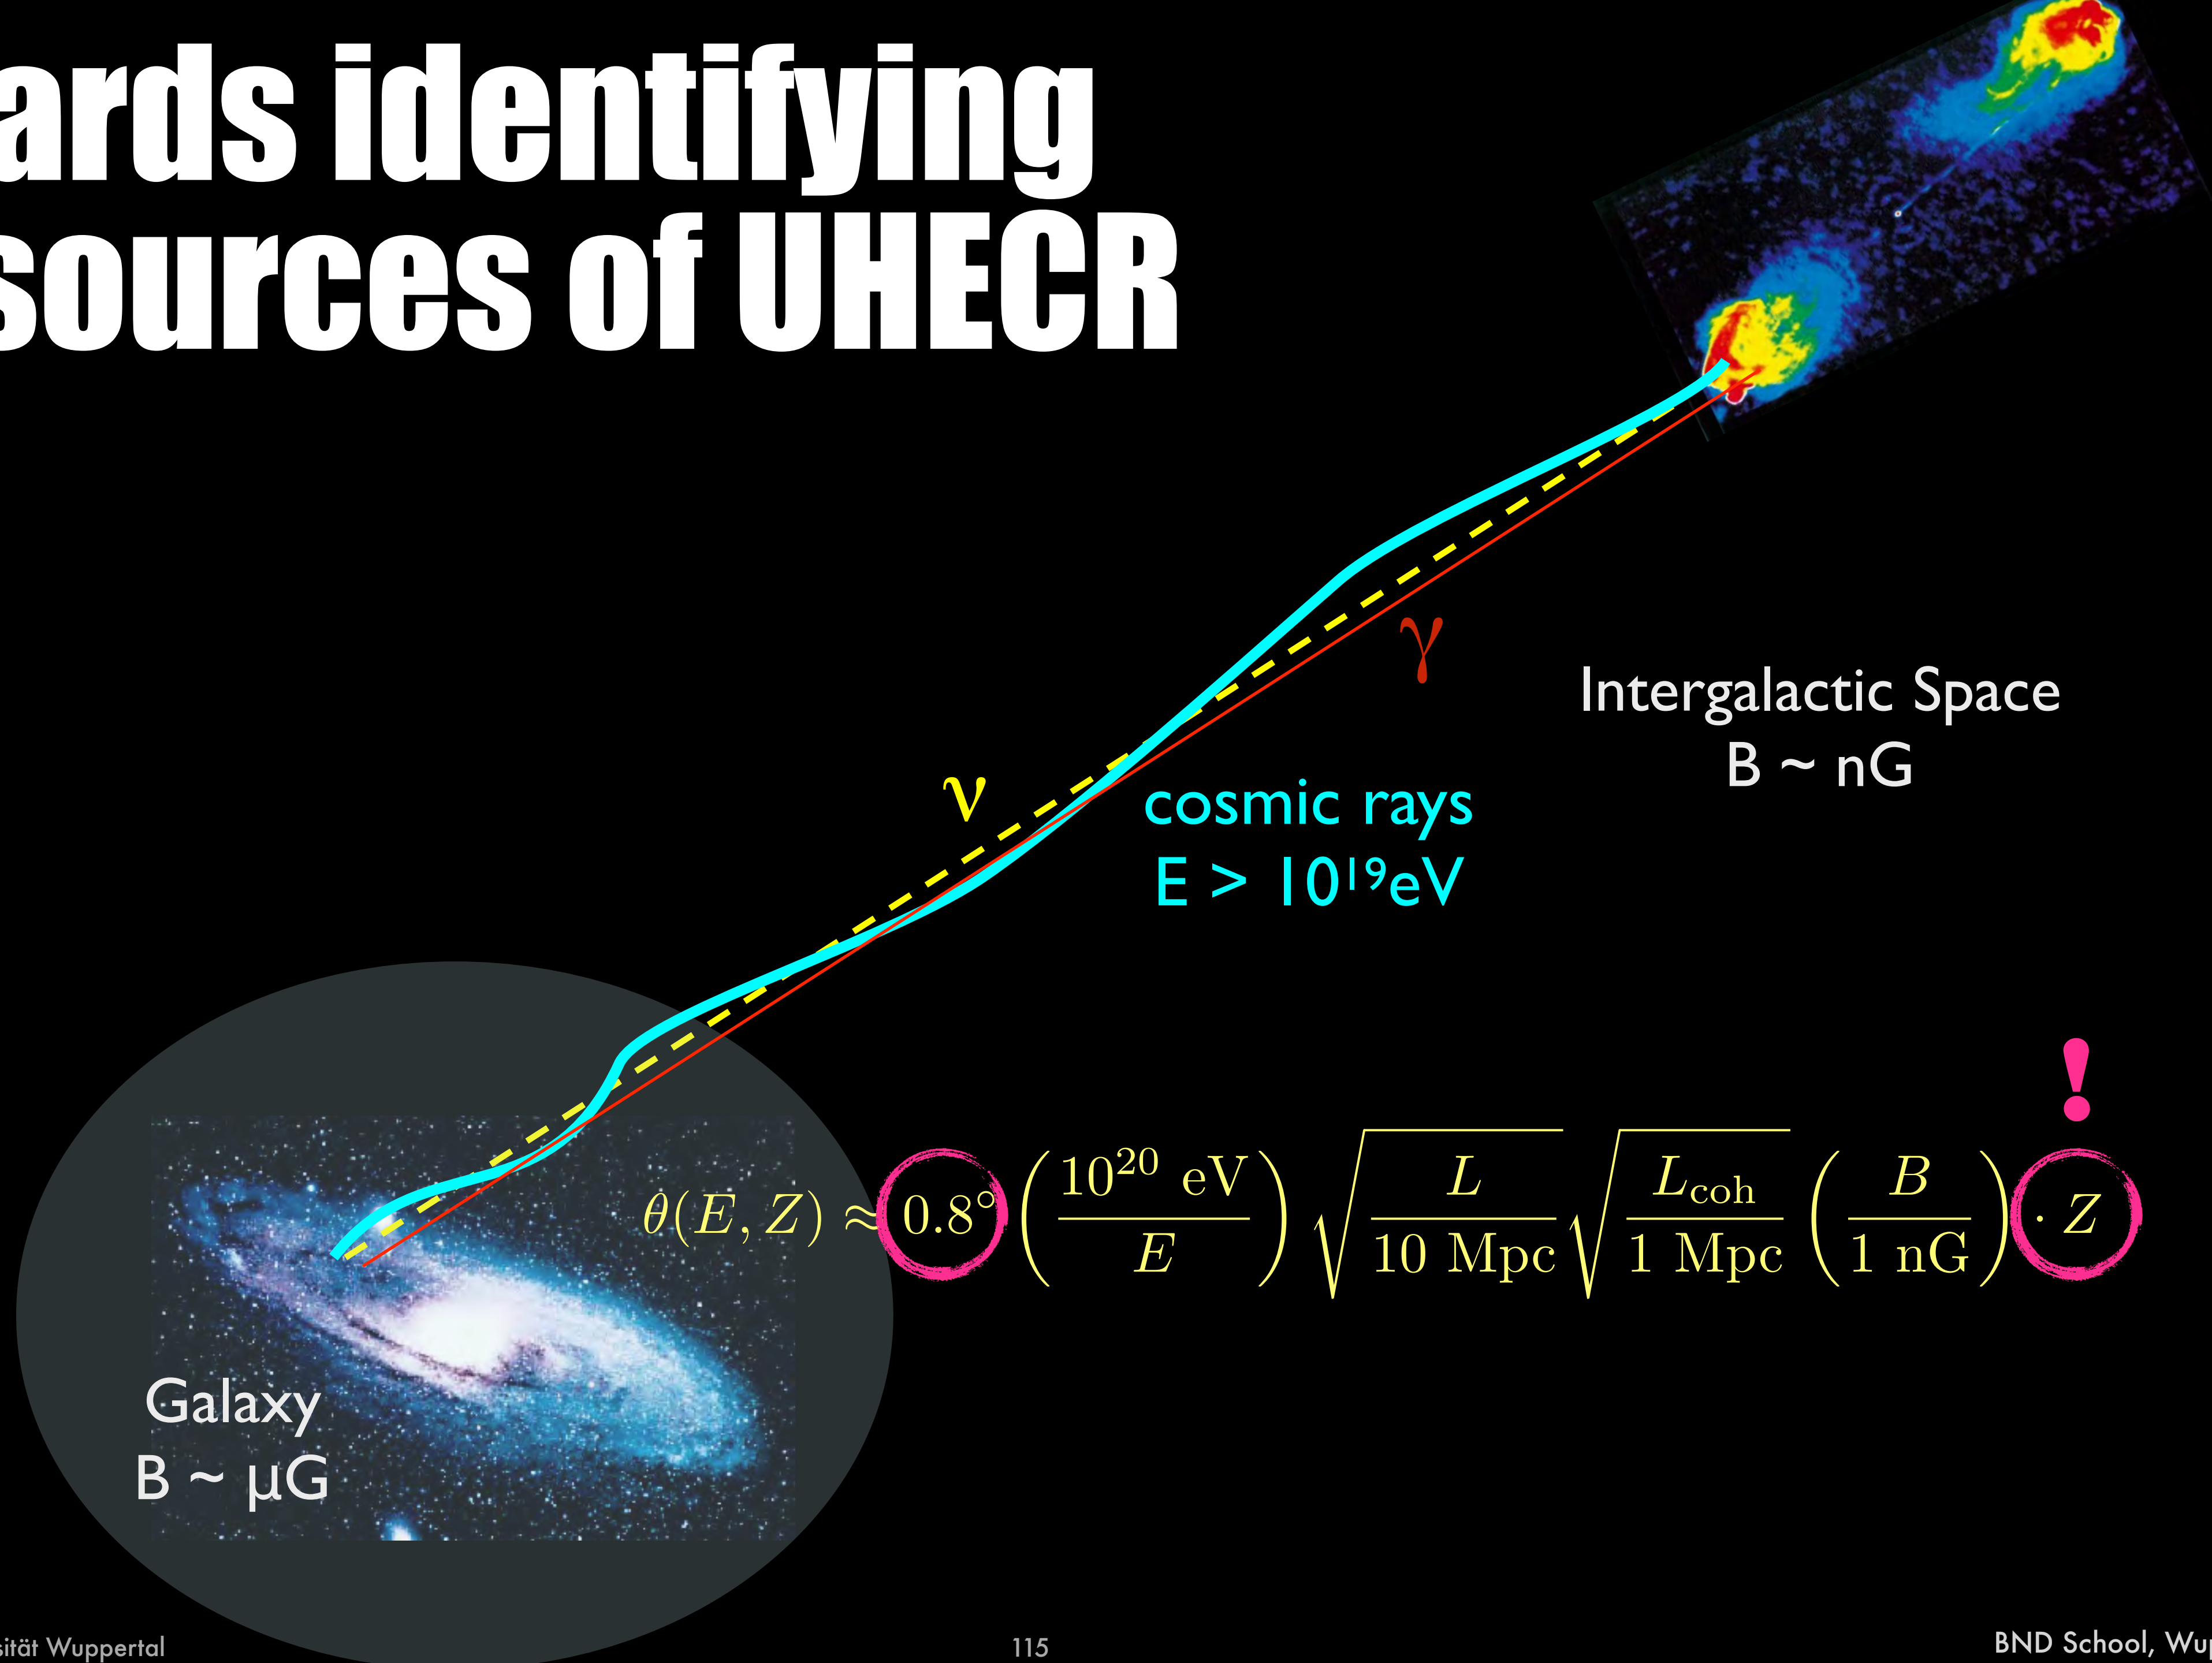 ards identifying
sources of UHECR
γ
Intergalactic Space
B ~ nG
ν
cosmic rays
E > 10¹⁹eV
!
θ(E, Z) ≈ 0.8° (10²⁰ eV / E) √(L / 10 Mpc) √(L_coh / 1 Mpc) (B / 1 nG) · Z
Galaxy
B ~ µG
sität Wuppertal
115
BND School, Wup